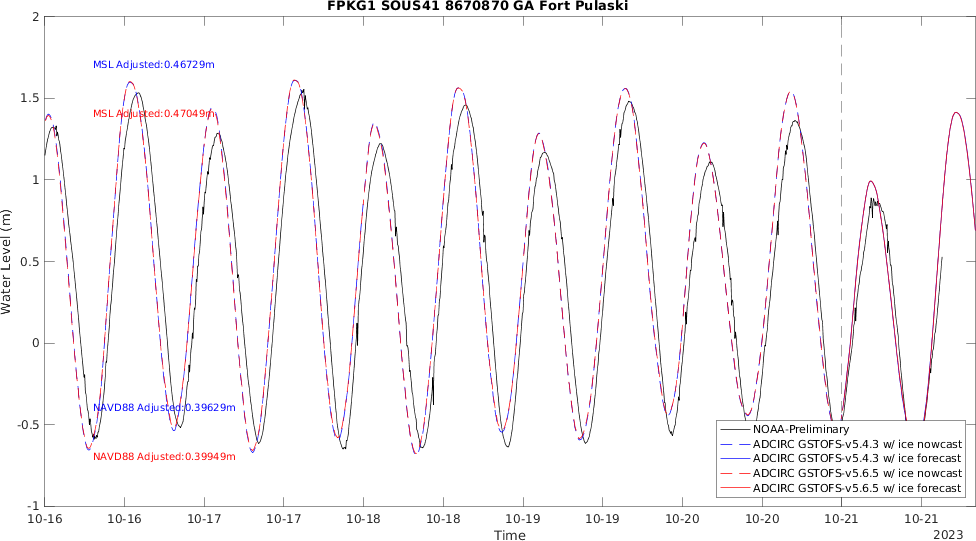 FPKG1 SOUS41 8670870 GA Fort Pulaski
2
1.5
1
0.5
0
-0.5
-1
Water Level (m)
MSL Adjusted:0.46729m
MSL Adjusted:0.47049m
NAVD88 Adjusted:0.39629m
NAVD88 Adjusted:0.39949m
NOAA-Preliminary
ADCIRC GSTOFS-v5.4.3 w/ ice nowcast
ADCIRC GSTOFS-v5.4.3 w/ ice forecast
ADCIRC GSTOFS-v5.6.5 w/ ice nowcast
ADCIRC GSTOFS-v5.6.5 w/ ice forecast
10-16 10-16 10-17 10-17 10-18 10-18 10-19 10-19 10-20 10-20 10-21 10-21
Time
2023